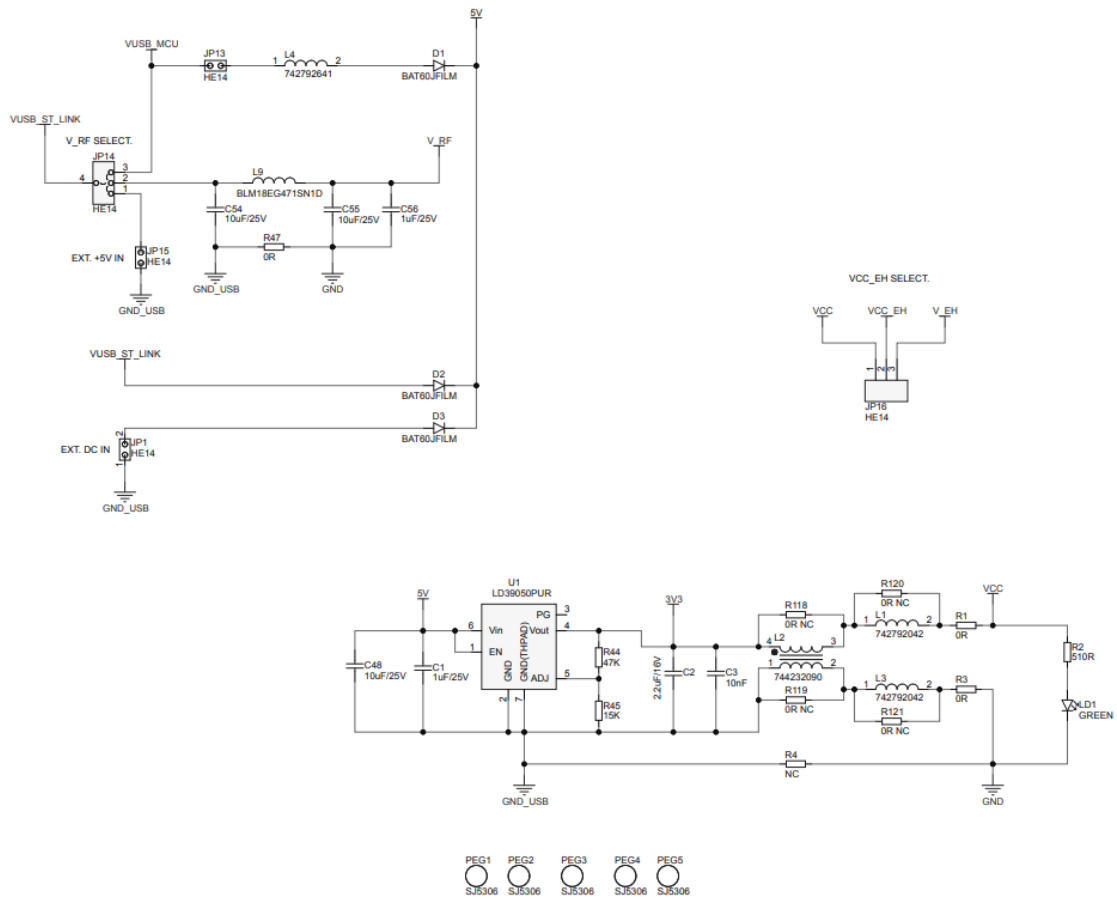 5V
VUSB_MCU
JP13
HE14
L4
1
2
742792641
D1
BAT60JFILM
VUSB_ST_LINK
V_RF SELECT.
JP14
4
3
2
1
HE14
L9
BLM18EG471SN1D
V_RF
C54
10uF/25V
C55
10uF/25V
C56
1uF/25V
R47
0R
EXT. +5V IN
JP15
HE14
GND_USB
GND_USB
GND
VCC_EH SELECT.
VCC
VCC_EH
V_EH
1
2
3
JP16
HE14
VUSB_ST_LINK
D2
BAT60JFILM
D3
BAT60JFILM
EXT. DC IN
2
JP1
HE14
1
GND_USB
U1
LD39050PUR
5V
6
Vin
1
EN
PG
3
Vout
4
ADJ
5
GND
GND(THPAD)
2
7
C48
10uF/25V
C1
1uF/25V
R44
47K
R45
15K
3V3
2.2uF/16V
C2
C3
10nF
R118
0R NC
L2
4
3
1
2
744232090
R119
0R NC
R120
0R NC
L1
1
2
742792042
R1
0R
L3
1
2
742792042
R3
0R
R121
0R NC
VCC
R2
510R
LD1
GREEN
R4
NC
GND_USB
GND
PEG1
SJ5306
PEG2
SJ5306
PEG3
SJ5306
PEG4
SJ5306
PEG5
SJ5306